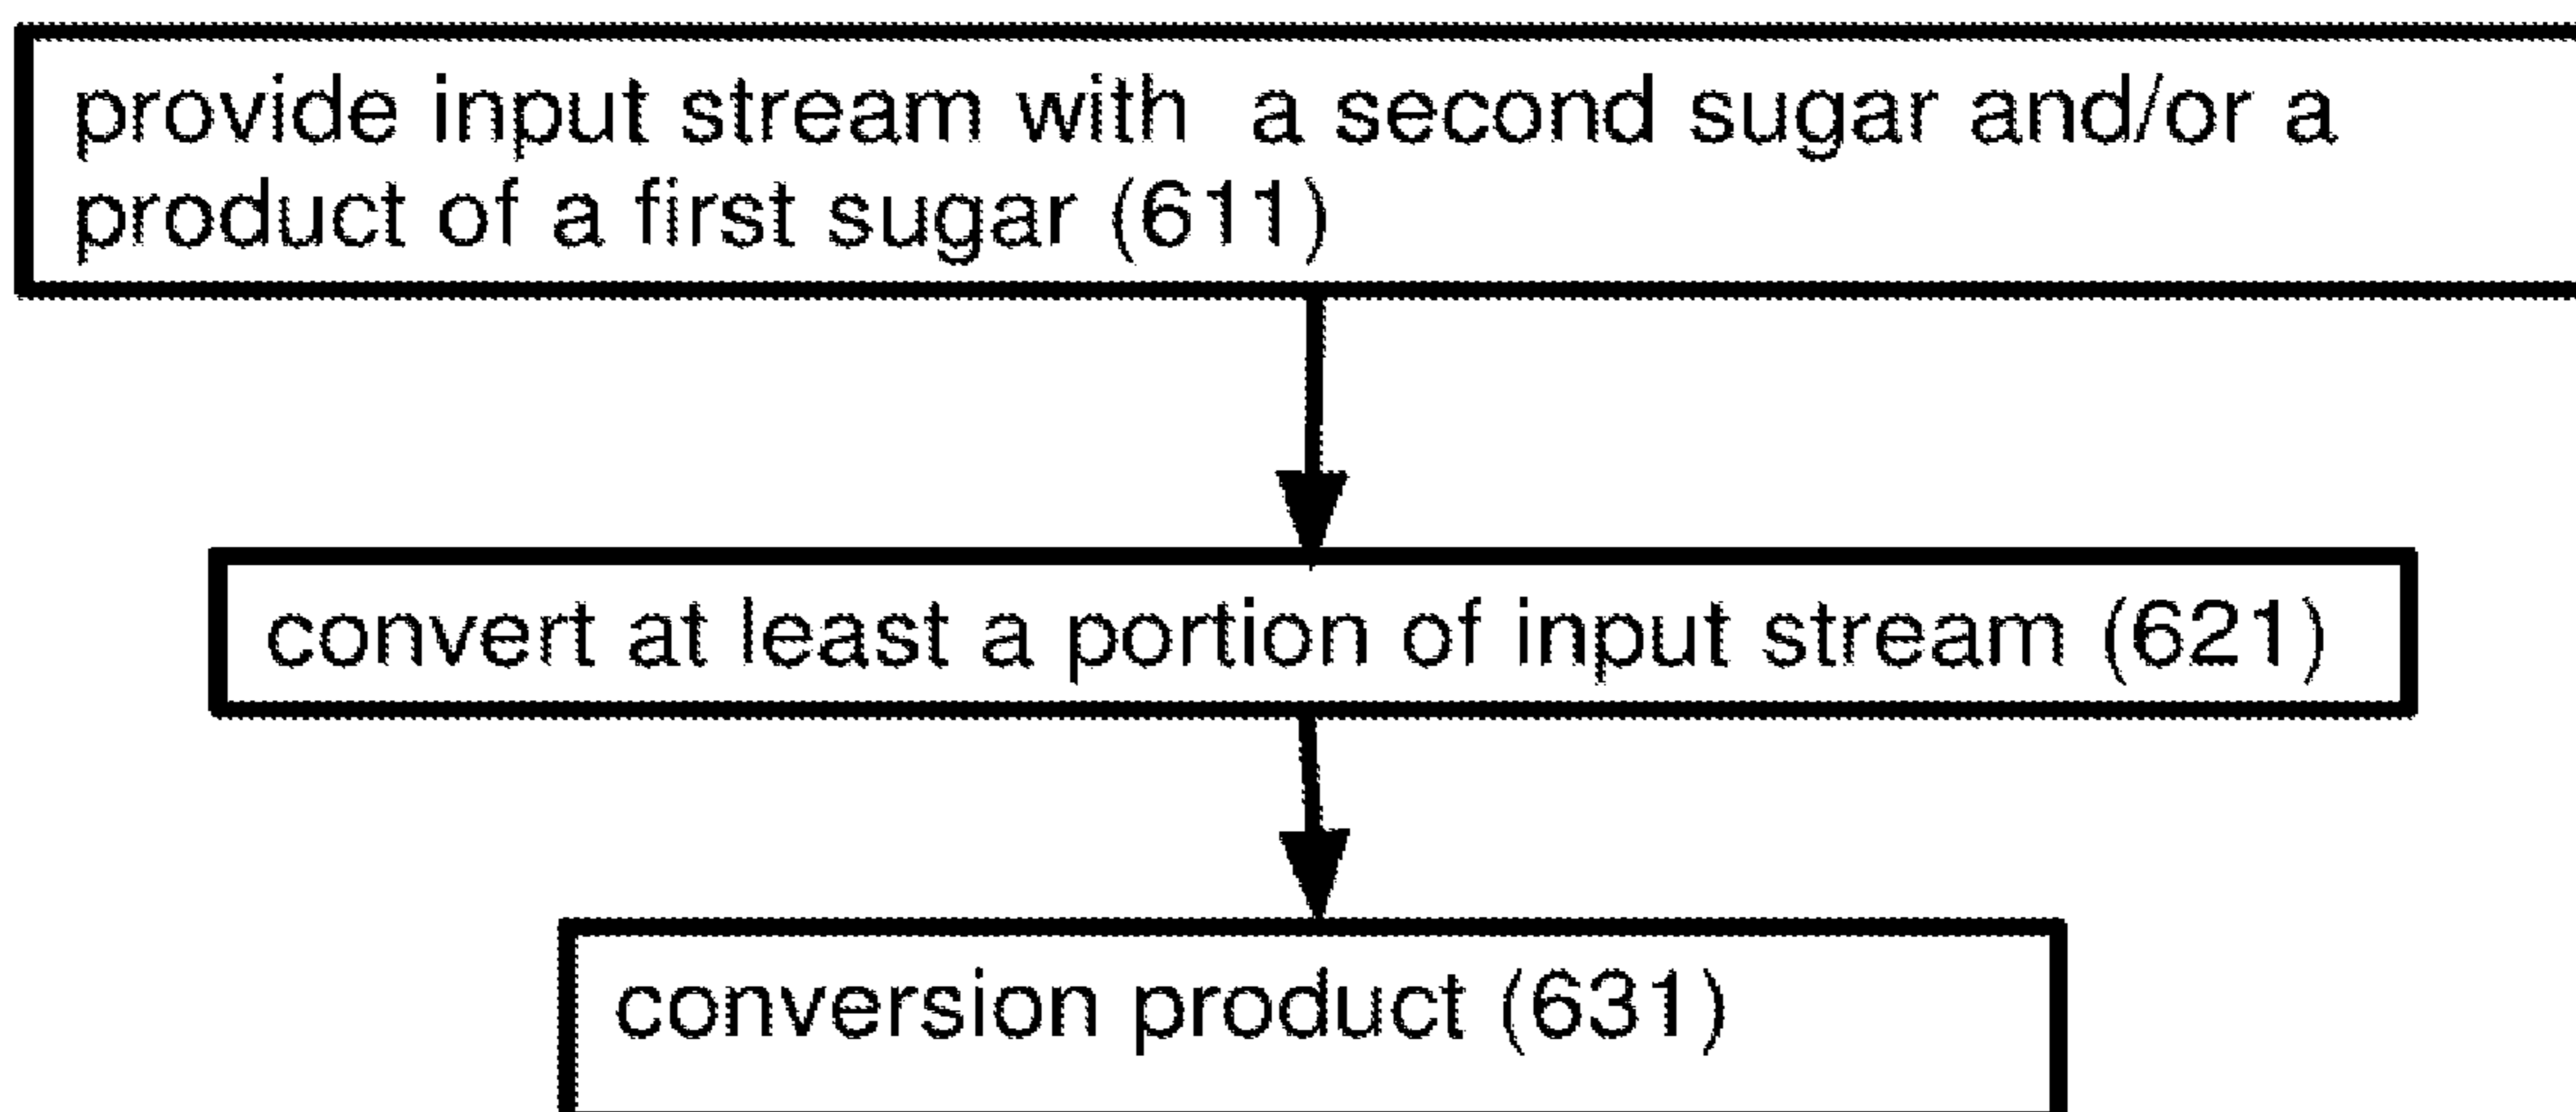 provide input stream with a second sugar and/or a
product of a first sugar (611)
convert at least a portion of input stream (621)
conversion product (631)